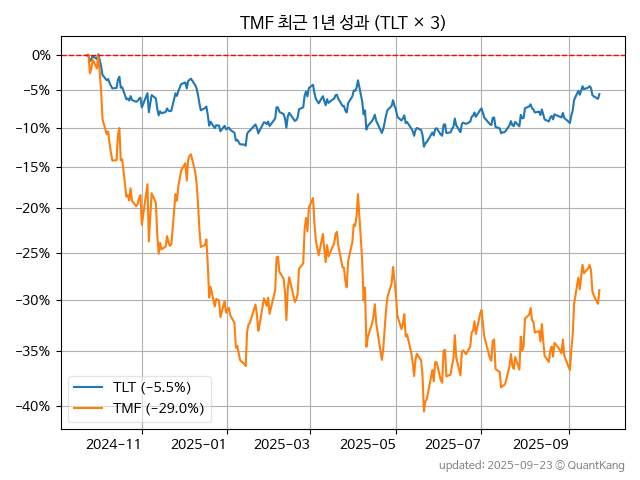 TMF 최근 1년 성과 (TLT × 3)
0%
−5%
−10%
−15%
−20%
−25%
−30%
−35%
−40%
TLT (−5.5%)
TMF (−29.0%)
2024-11 2025-01 2025-03 2025-05 2025-07 2025-09
updated: 2025-09-23 © QuantKang